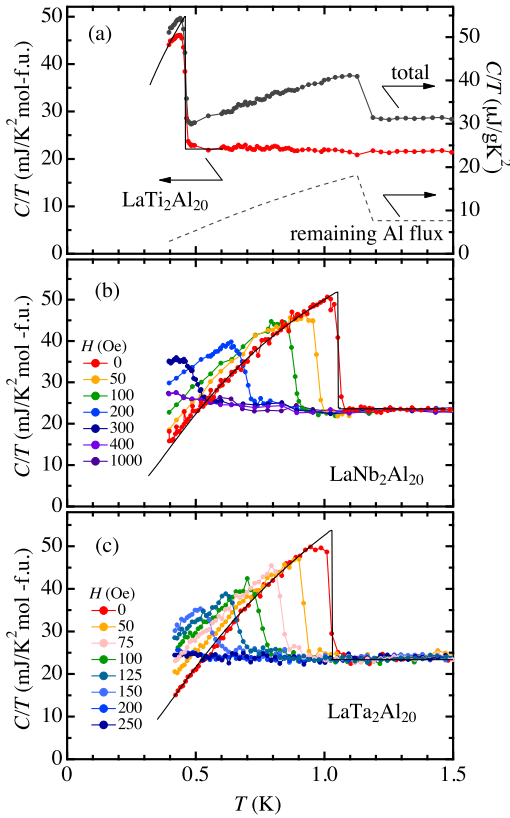 (a)
50
40
30
20
10
0
C/T (mJ/K²mol-f.u.)
50
40
30
20
10
0
C/T (μJ/gK²)
total
LaTi₂Al₂₀
remaining Al flux
(b)
60
50
40
30
20
10
0
C/T (mJ/K²mol -f.u.)
H (Oe)
0
50
100
200
300
400
1000
LaNb₂Al₂₀
(c)
50
40
30
20
10
0
C/T (mJ/K²mol -f.u.)
H (Oe)
0
50
75
100
125
150
200
250
LaTa₂Al₂₀
0 0.5 1.0 1.5
T (K)